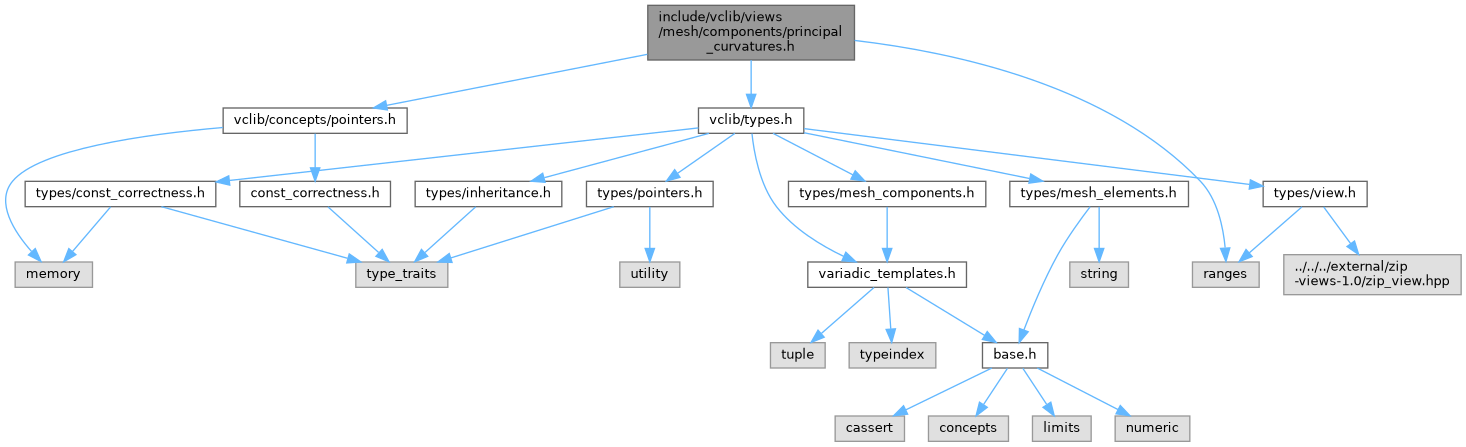 include/vclib/views
/mesh/components/principal
_curvatures.h
vclib/concepts/pointers.h
vclib/types.h
types/const_correctness.h
const_correctness.h
types/inheritance.h
types/pointers.h
types/mesh_components.h
types/mesh_elements.h
types/view.h
memory
type_traits
utility
variadic_templates.h
string
ranges
../../../external/zip
-views-1.0/zip_view.hpp
tuple
typeindex
base.h
cassert
concepts
limits
numeric